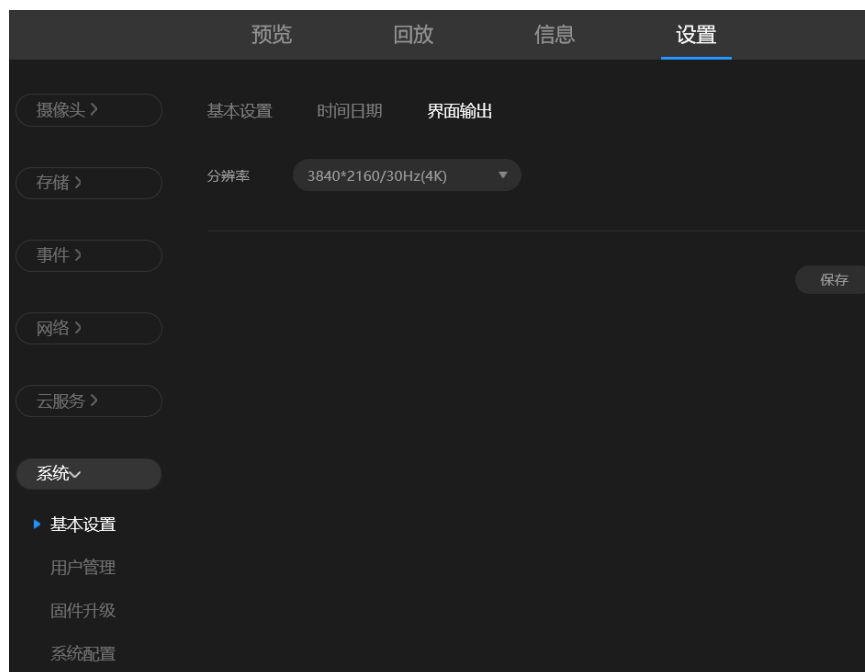 预览 回放 信息 设置
摄像头
基本设置 时间日期 界面输出
存储
分辨率 3840*2160/30Hz(4K)
事件
保存
网络
云服务
系统
基本设置
用户管理
固件升级
系统配置